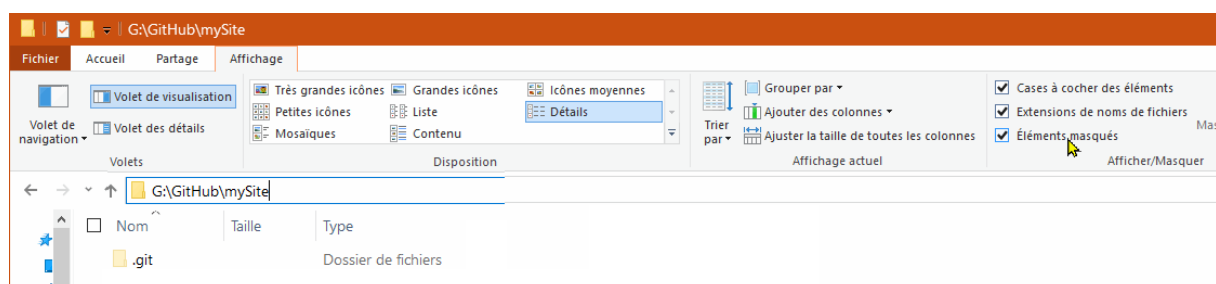 G:\GitHub\mySite
Fichier Accueil Partage Affichage
Volet de navigation
Volet de visualisation
Volet des détails
Volets
Très grandes icônes Grandes icônes Icônes moyennes
Petites icônes Liste Détails
Mosaïques Contenu
Disposition
Trier par
Grouper par
Ajouter des colonnes
Ajuster la taille de toutes les colonnes
Affichage actuel
Cases à cocher des éléments
Extensions de noms de fichiers
Éléments masqués
Mas
Afficher/Masquer
G:\GitHub\mySite
Nom Taille Type
.git Dossier de fichiers